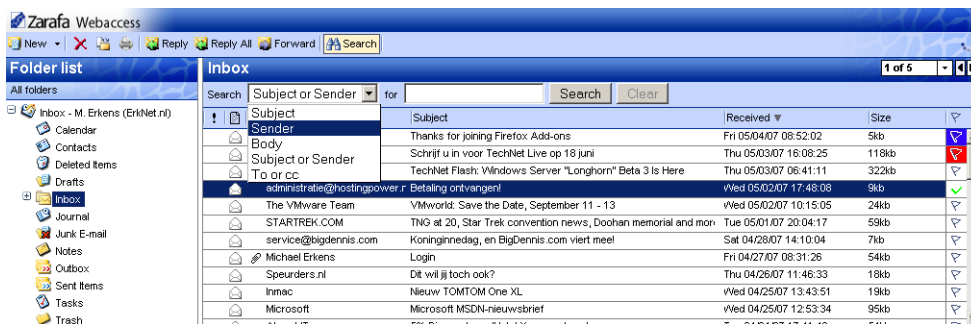 Zarafa Webaccess
New Reply Reply All Forward Search
Folder list Inbox 1 of 5
All folders Search Subject or Sender for Search Clear
Subject
Sender
Body
Subject or Sender
To or cc
! Subject Received Size
Thanks for joining Firefox Add-ons Fri 05/04/07 08:52:02 5kb
Schrijf u in voor TechNet Live op 18 juni Thu 05/03/07 16:08:25 118kb
TechNet Flash: Windows Server "Longhorn" Beta 3 Is Here Thu 05/03/07 06:41:11 322kb
administratie@hostingpower.r Betaling ontvangen! Wed 05/02/07 17:48:08 9kb
The VMware Team VMworld: Save the Date, September 11 - 13 Wed 05/02/07 10:15:05 24kb
STARTREK.COM TNG at 20, Star Trek convention news, Doohan memorial and more Tue 05/01/07 20:04:17 59kb
service@bigdennis.com Koninginnedag, en BigDennis.com viert mee! Sat 04/28/07 14:10:04 7kb
Michael Erkens Login Fri 04/27/07 08:31:26 54kb
Speurders.nl Dit wil jij toch ook? Thu 04/26/07 11:46:33 18kb
Inmac Nieuw TOMTOM One XL Wed 04/25/07 13:43:51 19kb
Microsoft Microsoft MSDN-nieuwsbrief Wed 04/25/07 12:53:34 95kb
Inbox - M. Erkens (ErkNet.nl)
Calendar
Contacts
Deleted Items
Drafts
Inbox
Journal
Junk E-mail
Notes
Outbox
Sent Items
Tasks
Trash